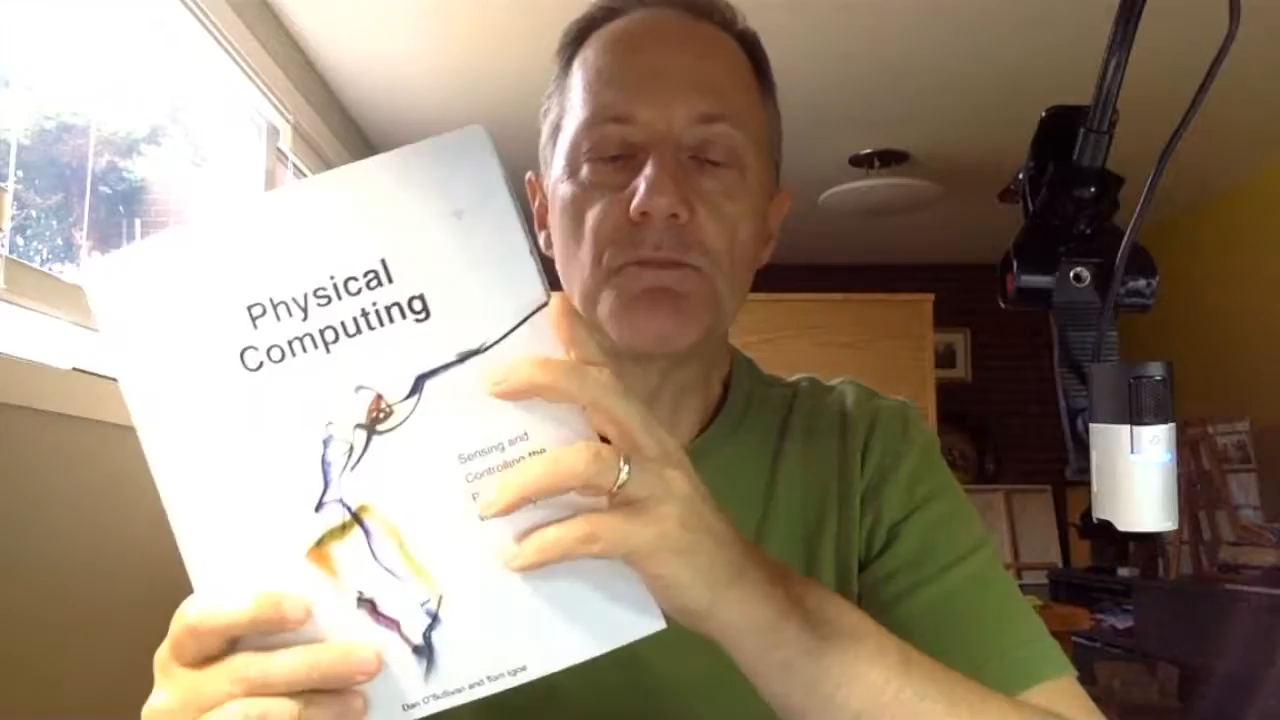 Physical
Computing
Sensing and
Controlling the
P
Dan O'Sullivan and Tom Igoe